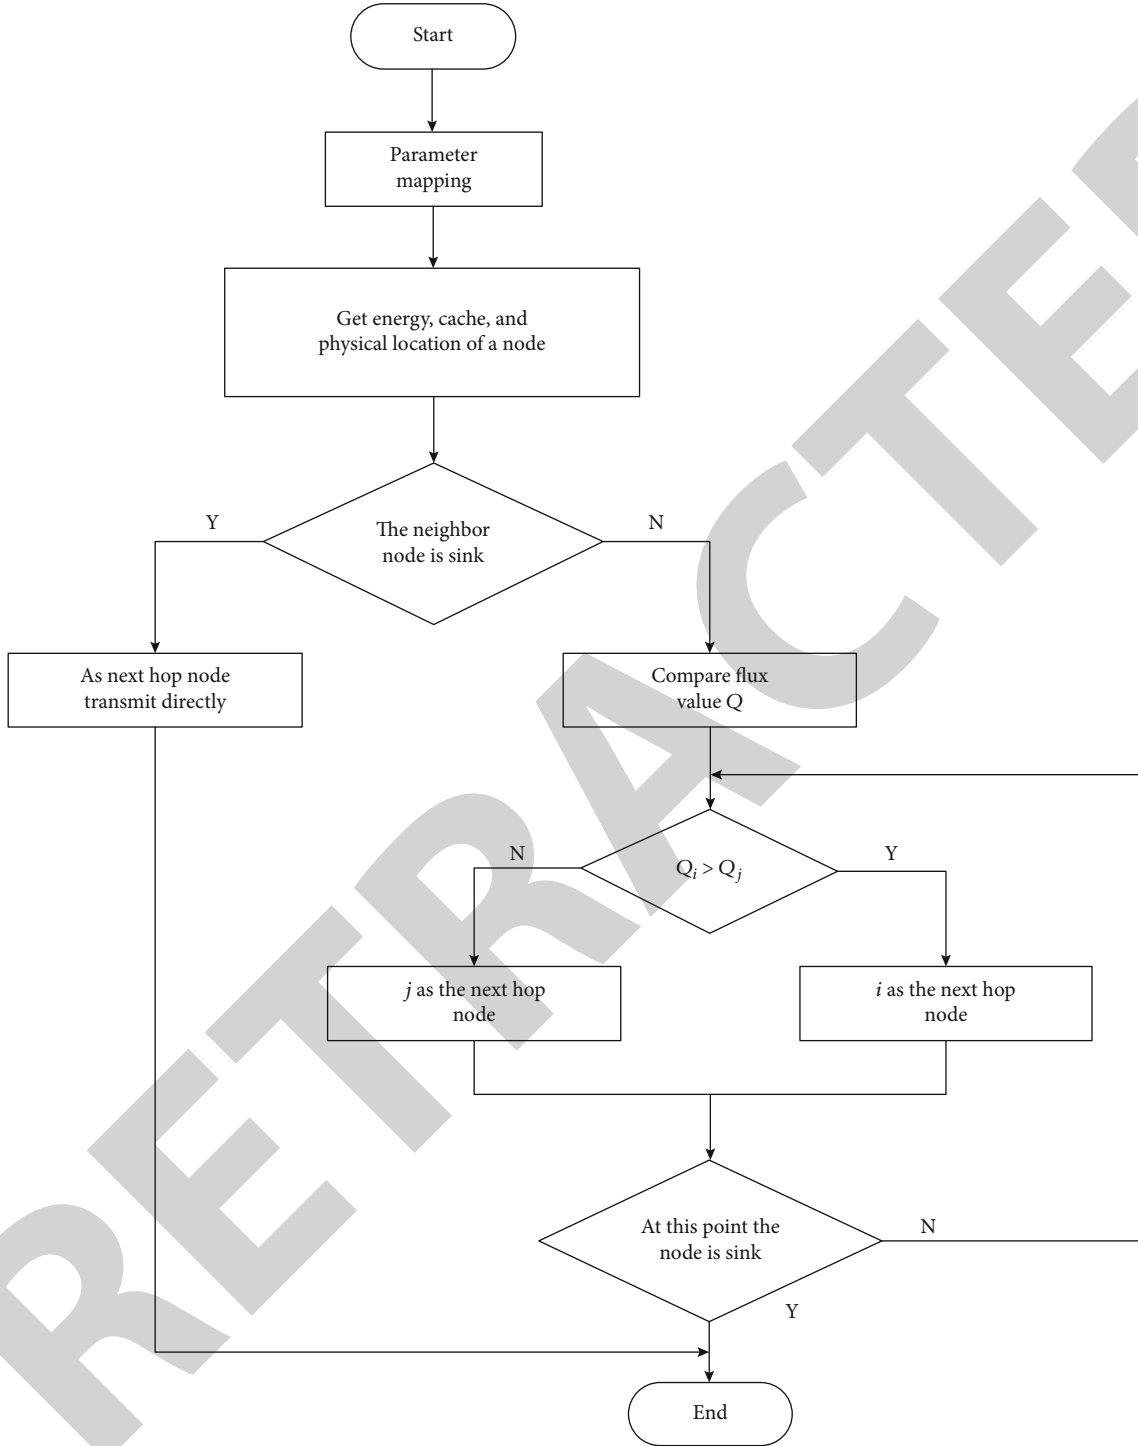 Start
Parameter
mapping
Get energy, cache, and
physical location of a node
The neighbor
node is sink
Y
N
As next hop node
transmit directly
Compare flux
value Q
Q_i > Q_j
N
Y
j as the next hop
node
i as the next hop
node
At this point the
node is sink
N
Y
End
RETRACTE